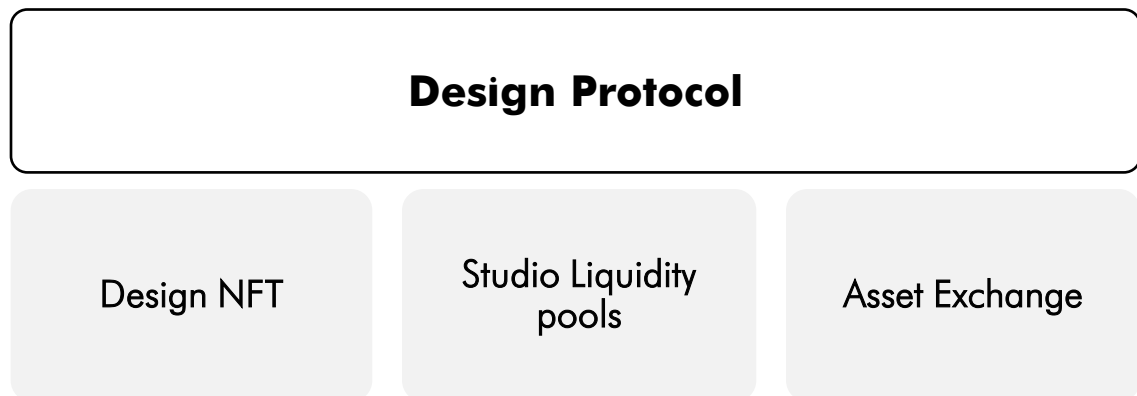 Design Protocol
Design NFT
Studio Liquidity
pools
Asset Exchange